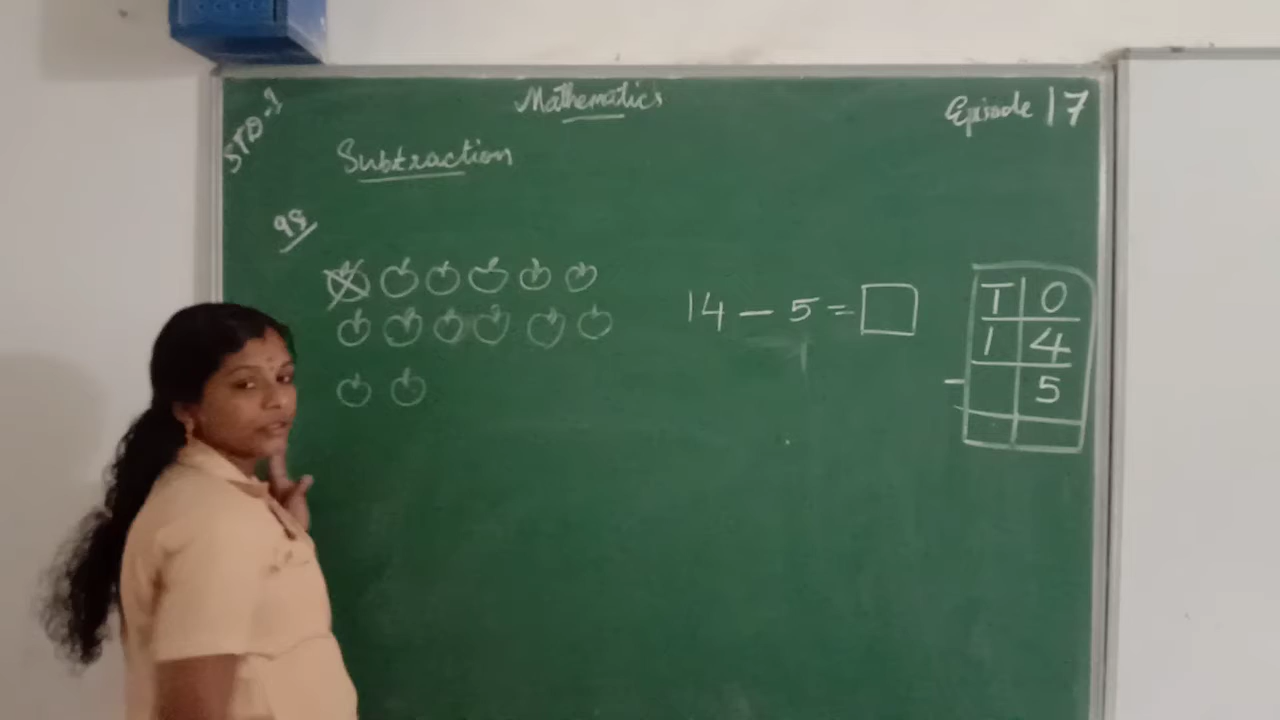 STD:1
Mathematics
Episode 17
Subtraction
98
14 - 5 = □
T O
1 4
- 5